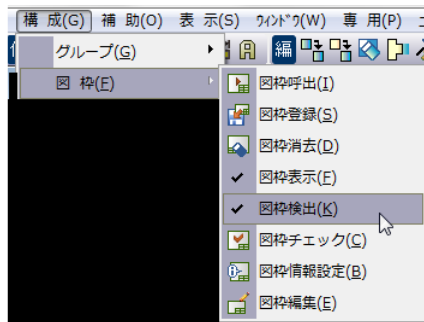 構 成(G) 補 助(O) 表 示(S) ｳｨﾝﾄﾞｳ(W) 専 用(P)
グループ(G)
編
図 枠(F)
図枠呼出(I)
図枠登録(S)
図枠消去(D)
図枠表示(F)
図枠検出(K)
図枠チェック(C)
図枠情報設定(B)
図枠編集(E)